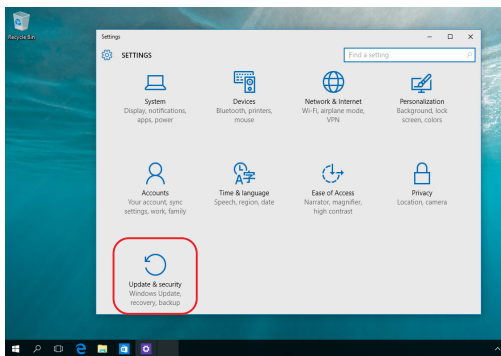 Recycle Bin
Settings
SETTINGS
Find a setting
System
Display, notifications,
apps, power
Devices
Bluetooth, printers,
mouse
Network & Internet
Wi-Fi, airplane mode,
VPN
Personalization
Background, lock
screen, colors
Accounts
Your account, sync
settings, work, family
Time & language
Speech, region, date
Ease of Access
Narrator, magnifier,
high contrast
Privacy
Location, camera
Update & security
Windows Update,
recovery, backup